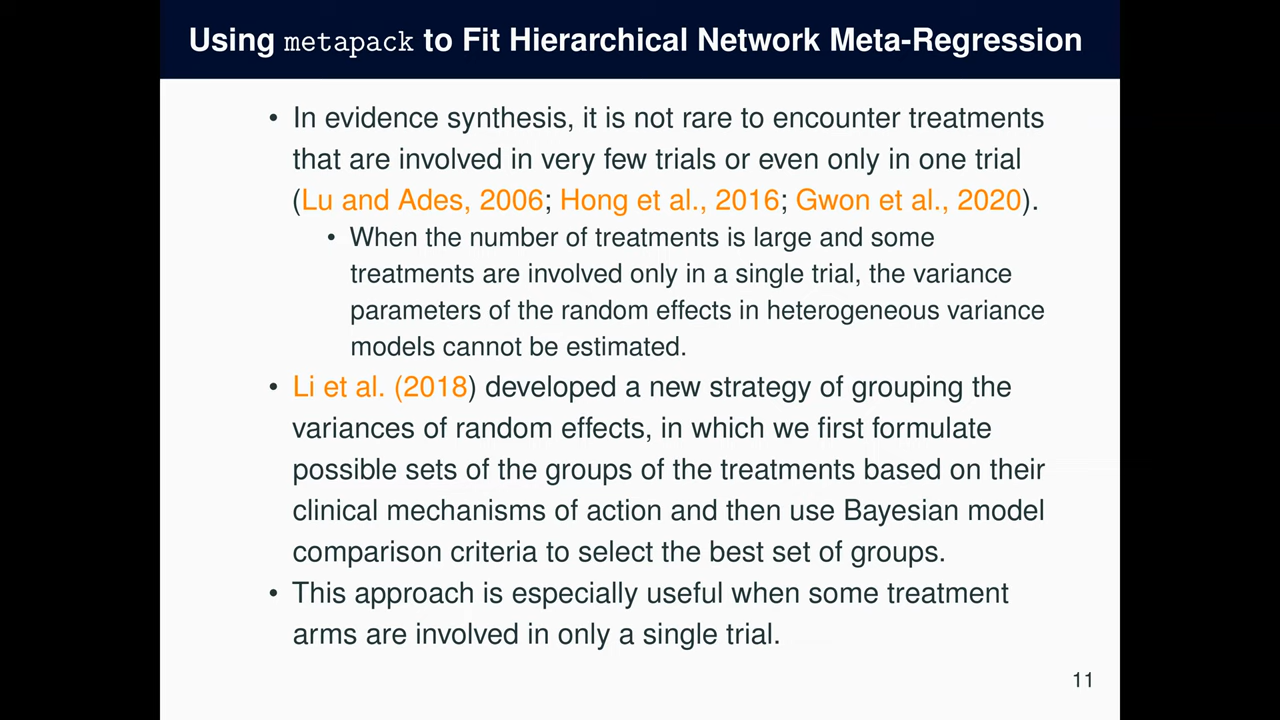 Using metapack to Fit Hierarchical Network Meta-Regression
• In evidence synthesis, it is not rare to encounter treatments
that are involved in very few trials or even only in one trial
(Lu and Ades, 2006; Hong et al., 2016; Gwon et al., 2020).
• When the number of treatments is large and some
treatments are involved only in a single trial, the variance
parameters of the random effects in heterogeneous variance
models cannot be estimated.
• Li et al. (2018) developed a new strategy of grouping the
variances of random effects, in which we first formulate
possible sets of the groups of the treatments based on their
clinical mechanisms of action and then use Bayesian model
comparison criteria to select the best set of groups.
• This approach is especially useful when some treatment
arms are involved in only a single trial.
11